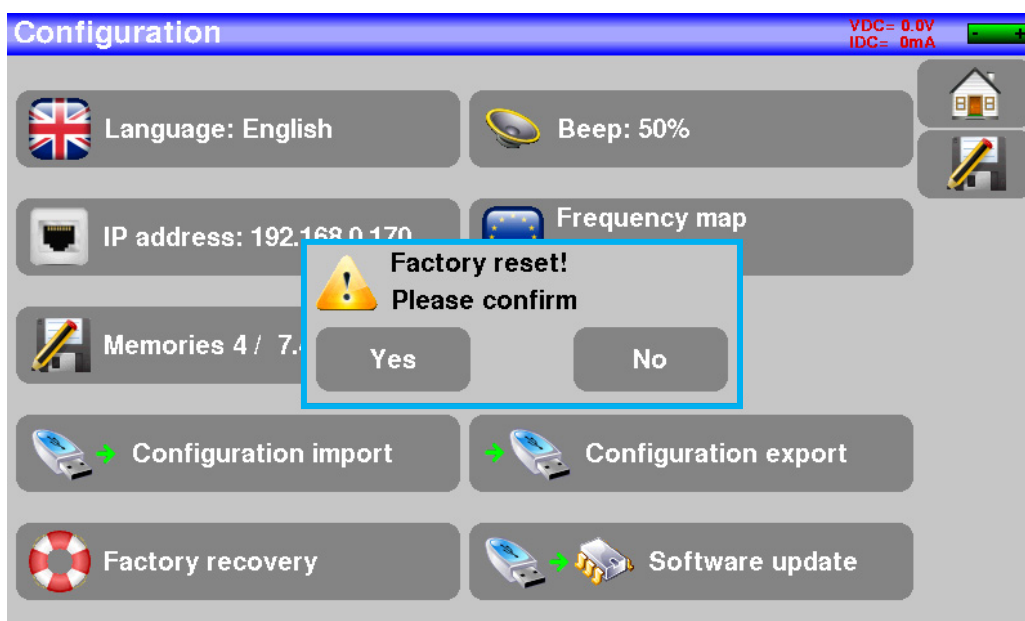 Configuration
VDC= 0.0V
IDC= 0mA
- +
Language: English
Beep: 50%
IP address: 192.168.0.170
Frequency map
Factory reset!
Please confirm
Memories 4 / 7.
Yes
No
Configuration import
Configuration export
Factory recovery
Software update